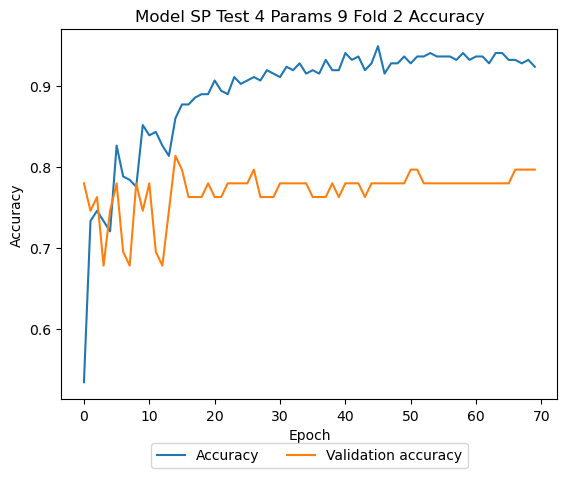 Model SP Test 4 Params 9 Fold 2 Accuracy
Accuracy
0.9
0.8
0.7
0.6
0 10 20 30 40 50 60 70
Epoch
Accuracy Validation accuracy